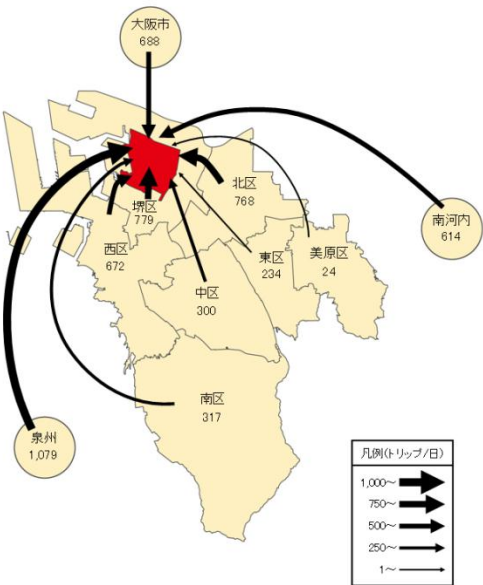 大阪市
688
北区
768
堺区
779
南河内
614
西区
672
東区
234
美原区
24
中区
300
南区
317
泉州
1,079
凡例(トリップ/日)
1,000～
750～
500～
250～
1～